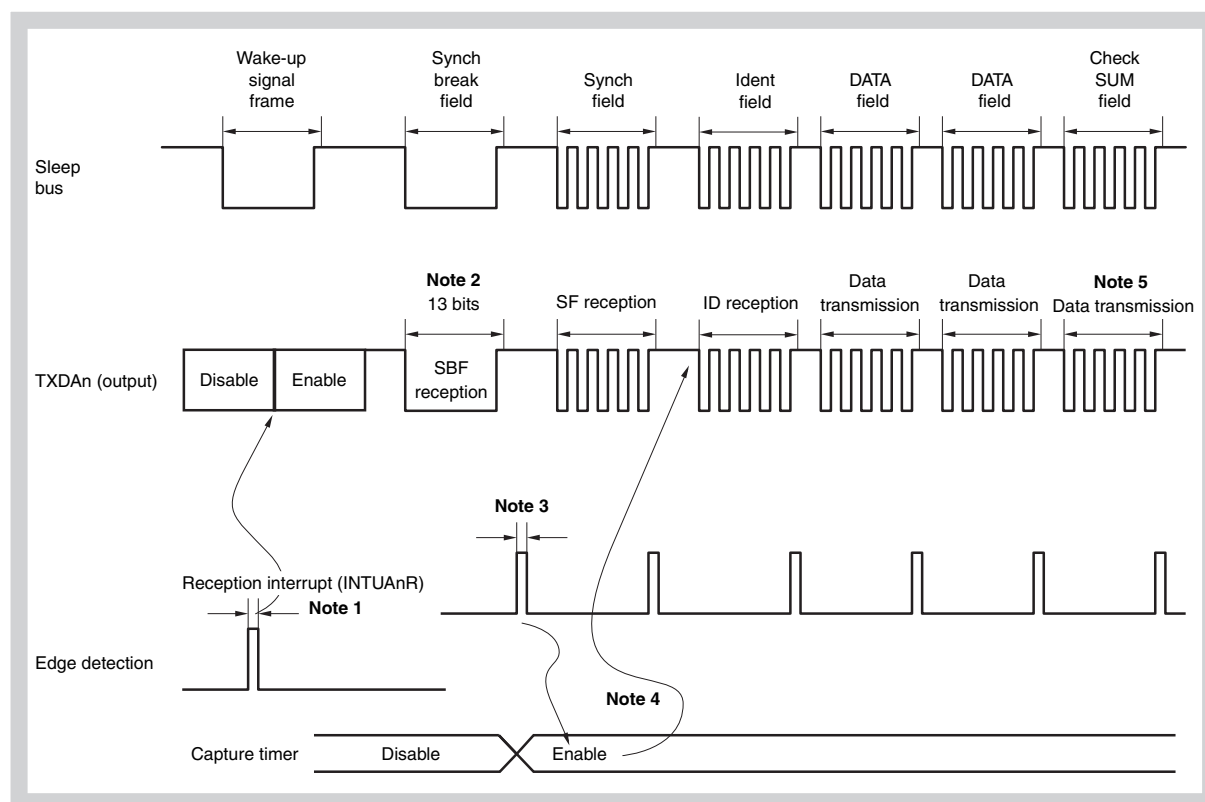 Wake-up
signal
frame
Synch
break
field
Synch
field
Ident
field
DATA
field
DATA
field
Check
SUM
field
Sleep
bus
Note 2
13 bits
SF reception
ID reception
Data
transmission
Data
transmission
Note 5
Data transmission
TXDAn (output)
Disable
Enable
SBF
reception
Note 3
Reception interrupt (INTUAnR)
Note 1
Edge detection
Note 4
Capture timer
Disable
Enable